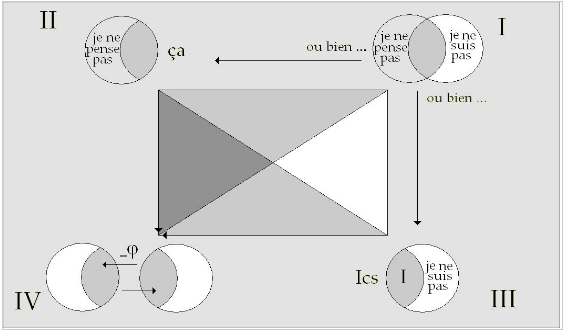 II
je ne
pense
pas
ça
ou bien ...
je ne
pense
pas
je ne
suis
pas
I
ou bien ...
IV
-φ
Ics
I
je ne
suis
pas
III